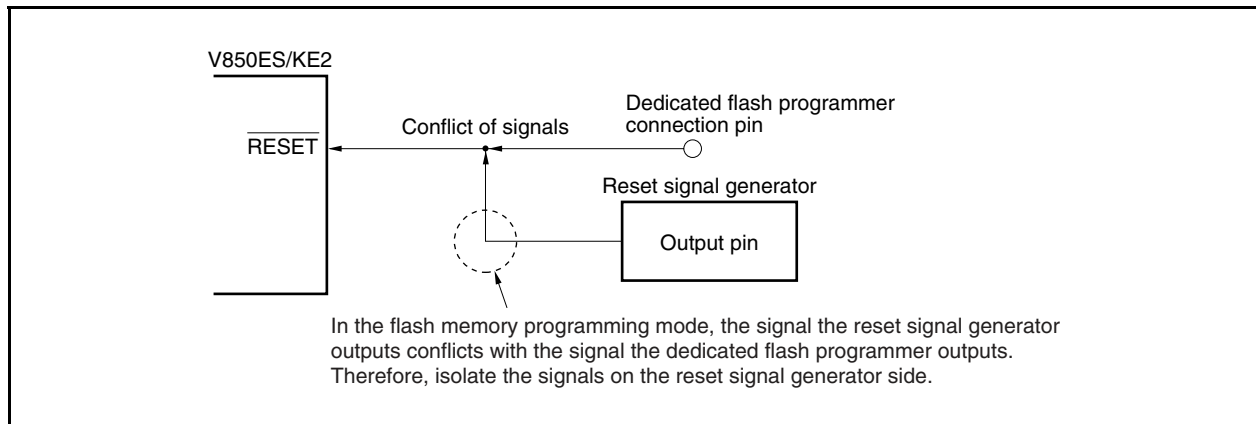 V850ES/KE2
Dedicated flash programmer
connection pin
Conflict of signals
RESET
Reset signal generator
Output pin
In the flash memory programming mode, the signal the reset signal generator
outputs conflicts with the signal the dedicated flash programmer outputs.
Therefore, isolate the signals on the reset signal generator side.